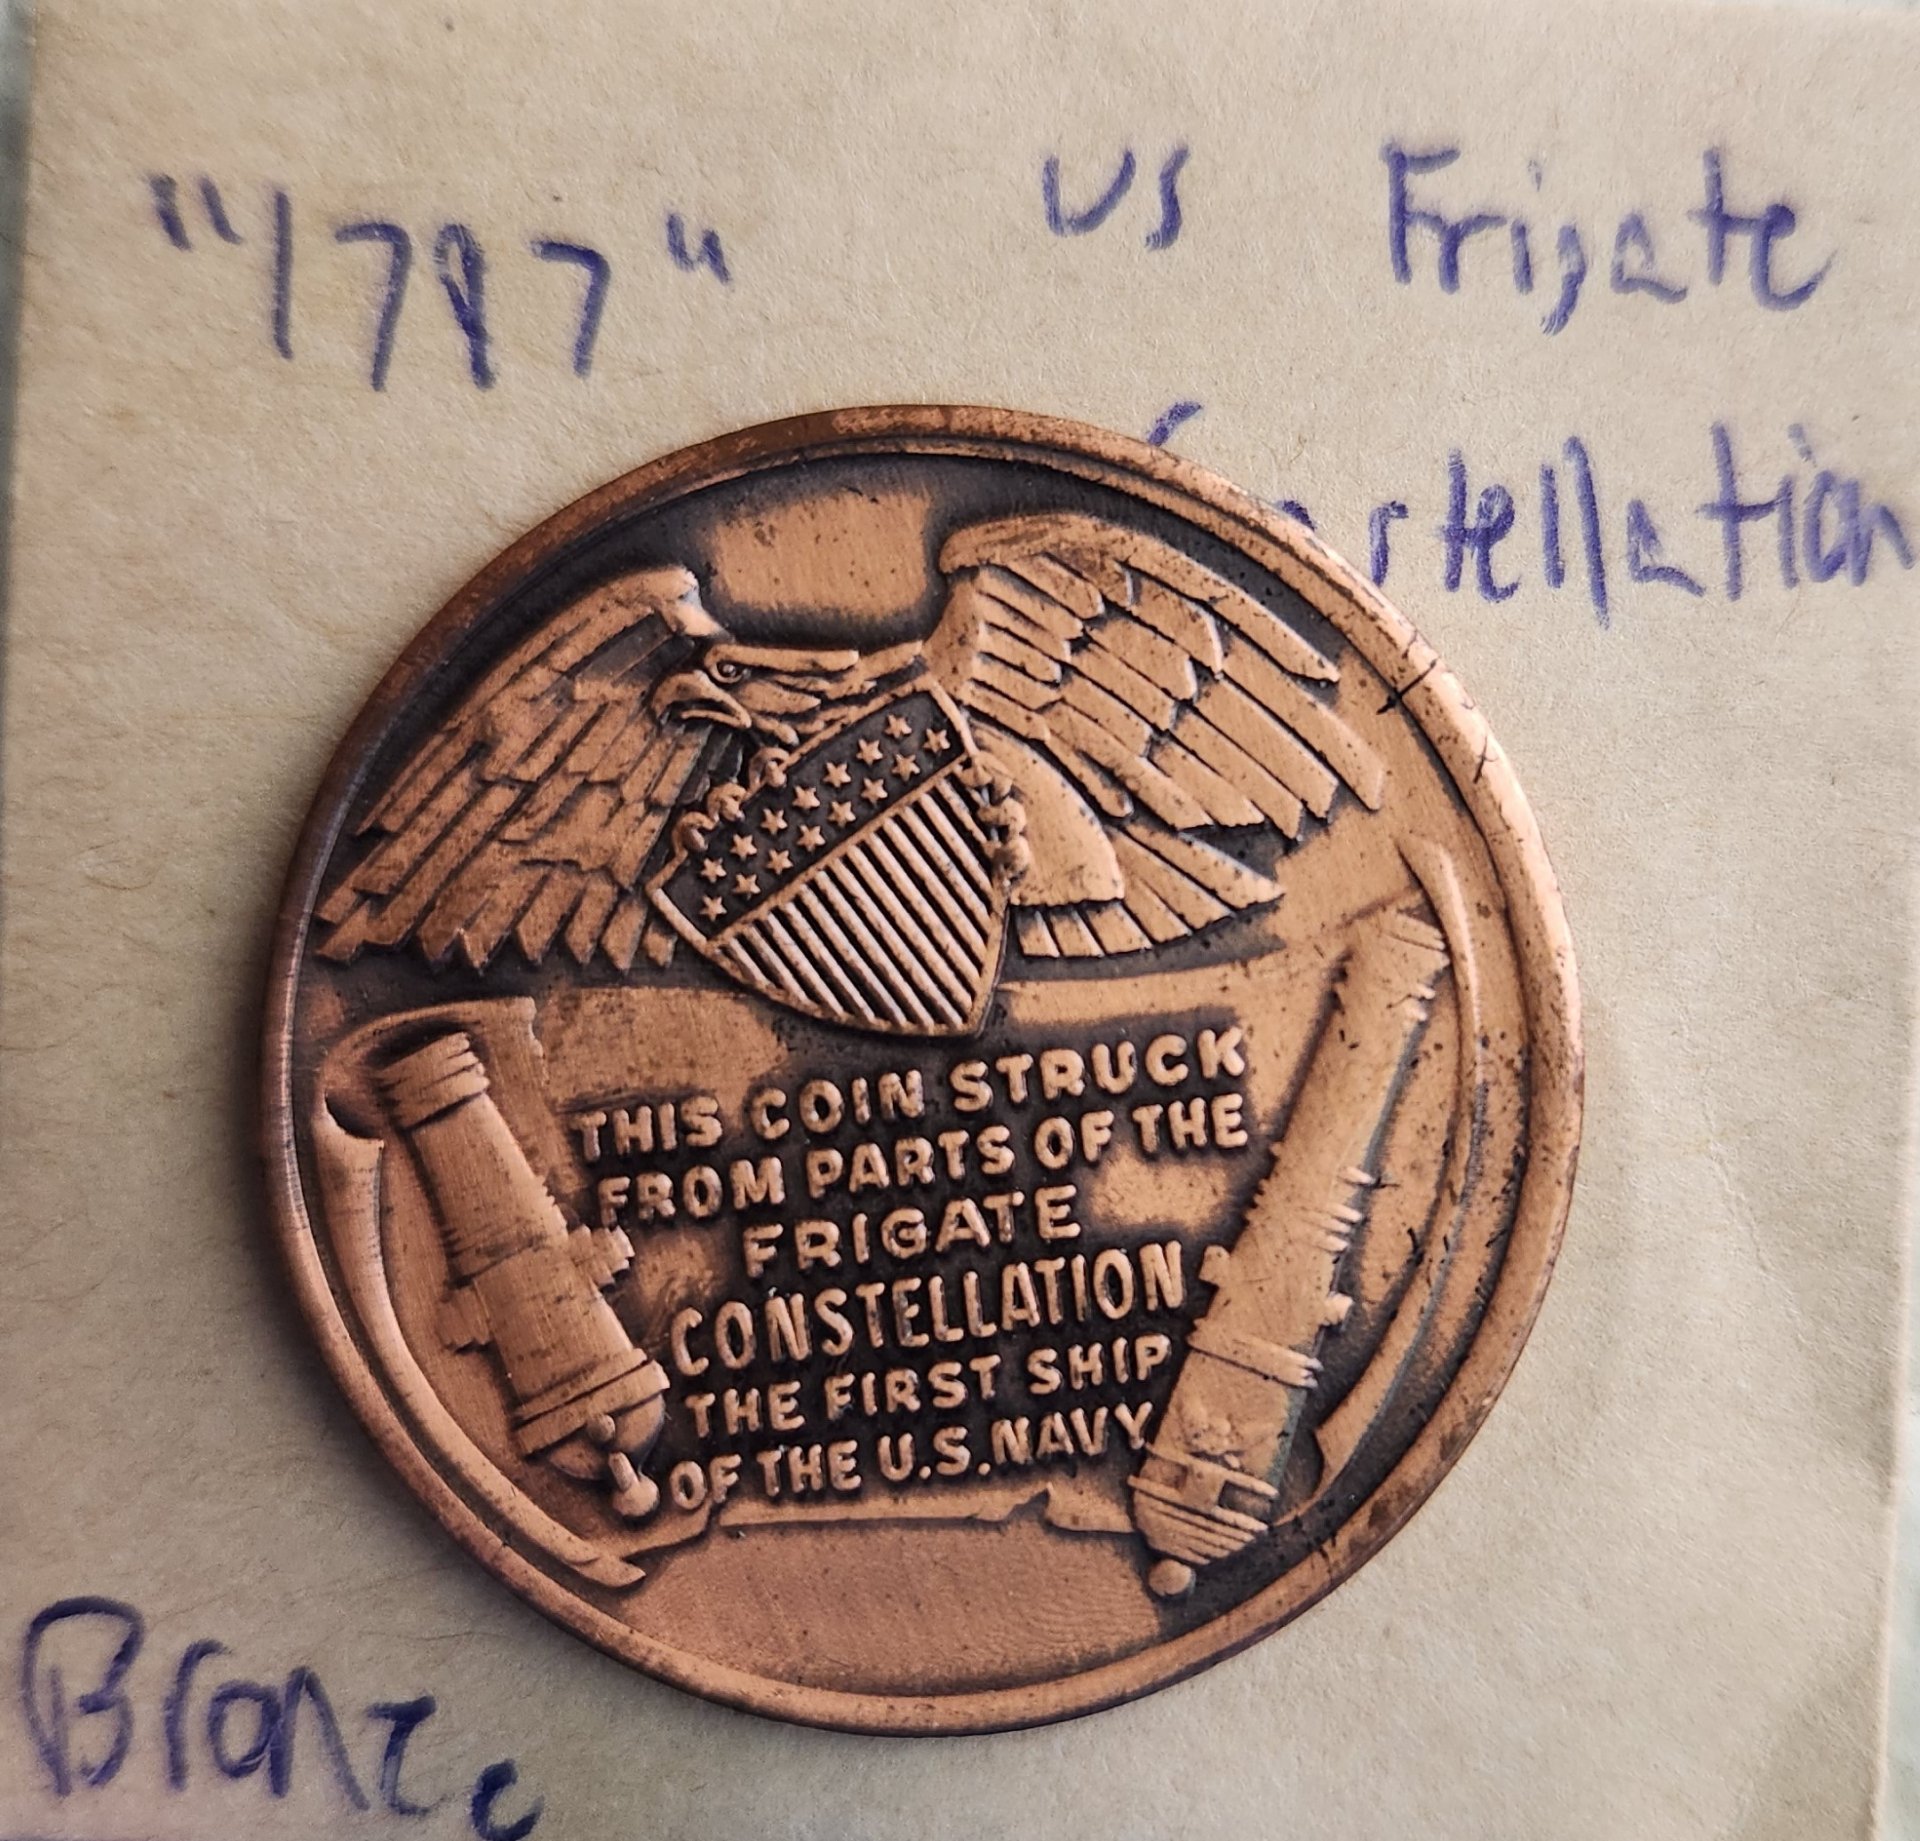 "1797" US Frigate
Constellation
THIS COIN STRUCK
FROM PARTS OF THE
FRIGATE
CONSTELLATION
THE FIRST SHIP
OF THE U.S. NAVY
Bronze